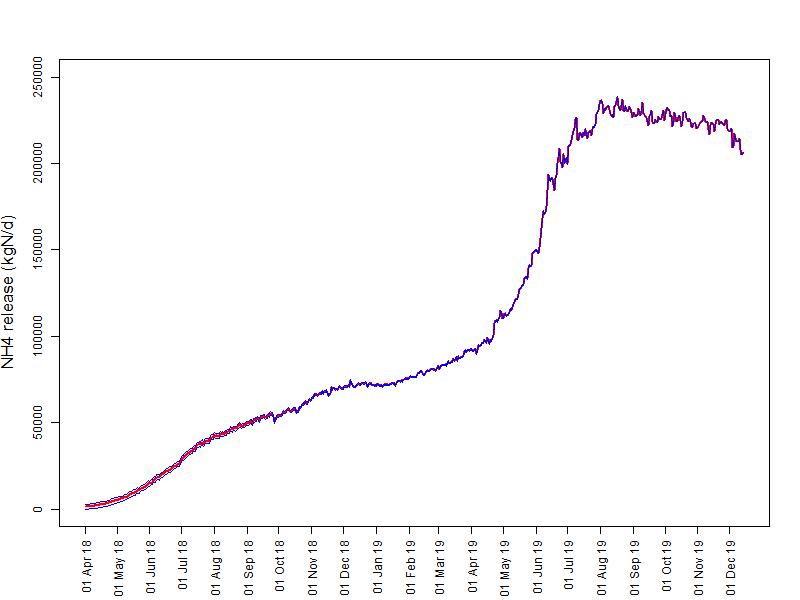 NH4 release (kgN/d)
250000
200000
150000
100000
50000
0
01 Apr 18
01 May 18
01 Jun 18
01 Jul 18
01 Aug 18
01 Sep 18
01 Oct 18
01 Nov 18
01 Dec 18
01 Jan 19
01 Feb 19
01 Mar 19
01 Apr 19
01 May 19
01 Jun 19
01 Jul 19
01 Aug 19
01 Sep 19
01 Oct 19
01 Nov 19
01 Dec 19